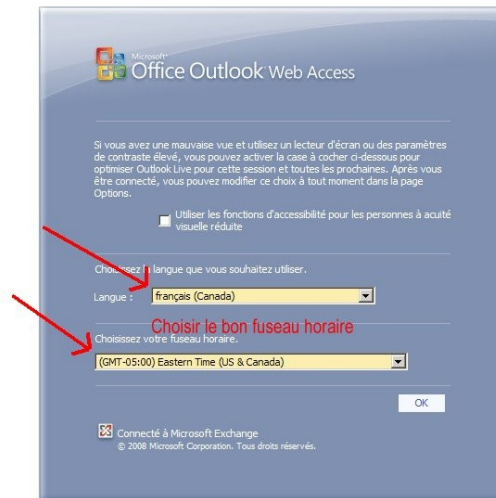 Microsoft®
Office Outlook Web Access
Si vous avez une mauvaise vue et utilisez un lecteur d'écran ou des paramètres
de contraste élevé, vous pouvez activer la case à cocher ci-dessous pour
optimiser Outlook Live pour cette session et toutes les prochaines. Après vous
être connecté, vous pouvez modifier ce choix à tout moment dans la page
Options.
Utiliser les fonctions d'accessibilité pour les personnes à acuité
visuelle réduite
Choisissez la langue que vous souhaitez utiliser.
Langue : français (Canada)
Choisir le bon fuseau horaire
Choisissez votre fuseau horaire.
(GMT-05:00) Eastern Time (US & Canada)
OK
Connecté à Microsoft Exchange
© 2008 Microsoft Corporation. Tous droits réservés.